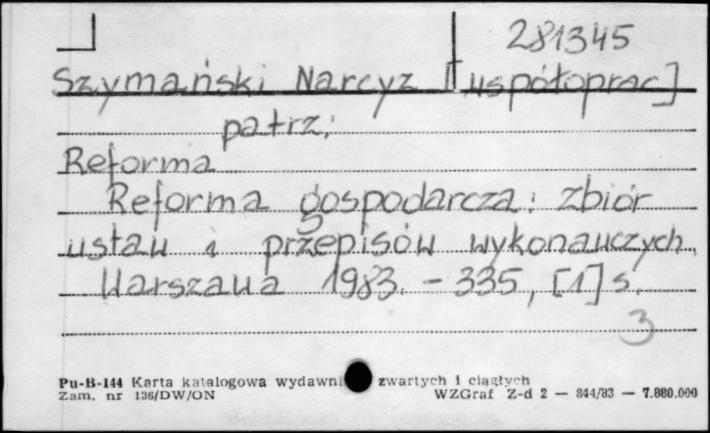 281345
Szymański Narcyz [współoprac]
patrz:
Reforma
Reforma gospodarcza: zbiór
ustaw i przepisów wykonawczych
Warszawa 1983. - 335, [1] s.
3
Pu-B-144 Karta katalogowa wydawni zwartych i ciągłych
Zam. nr 136/DW/ON WZGraf Z-d 2 — 844/83 — 7.880.000